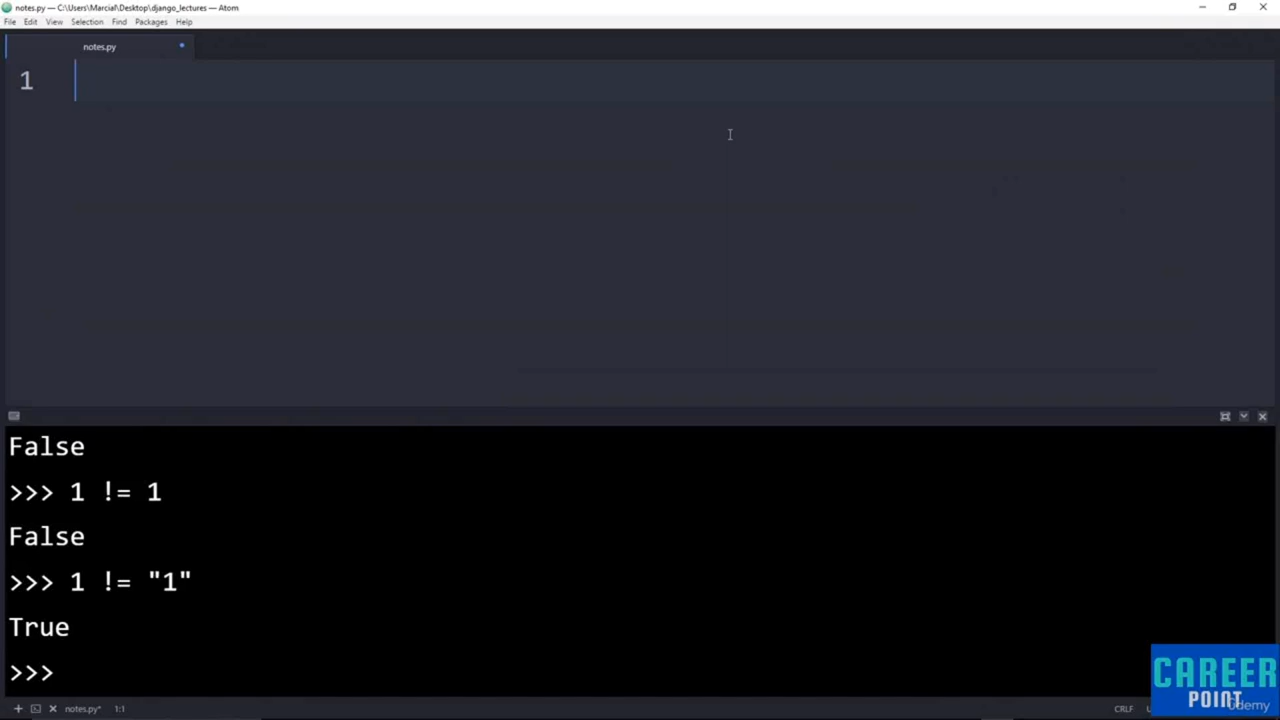 notes.py — C:\Users\Marcial\Desktop\django_lectures — Atom
File Edit View Selection Find Packages Help
notes.py
1
False
>>> 1 != 1
False
>>> 1 != "1"
True
>>>
CAREER
POINT
Udemy
notes.py* 1:1
CRLF